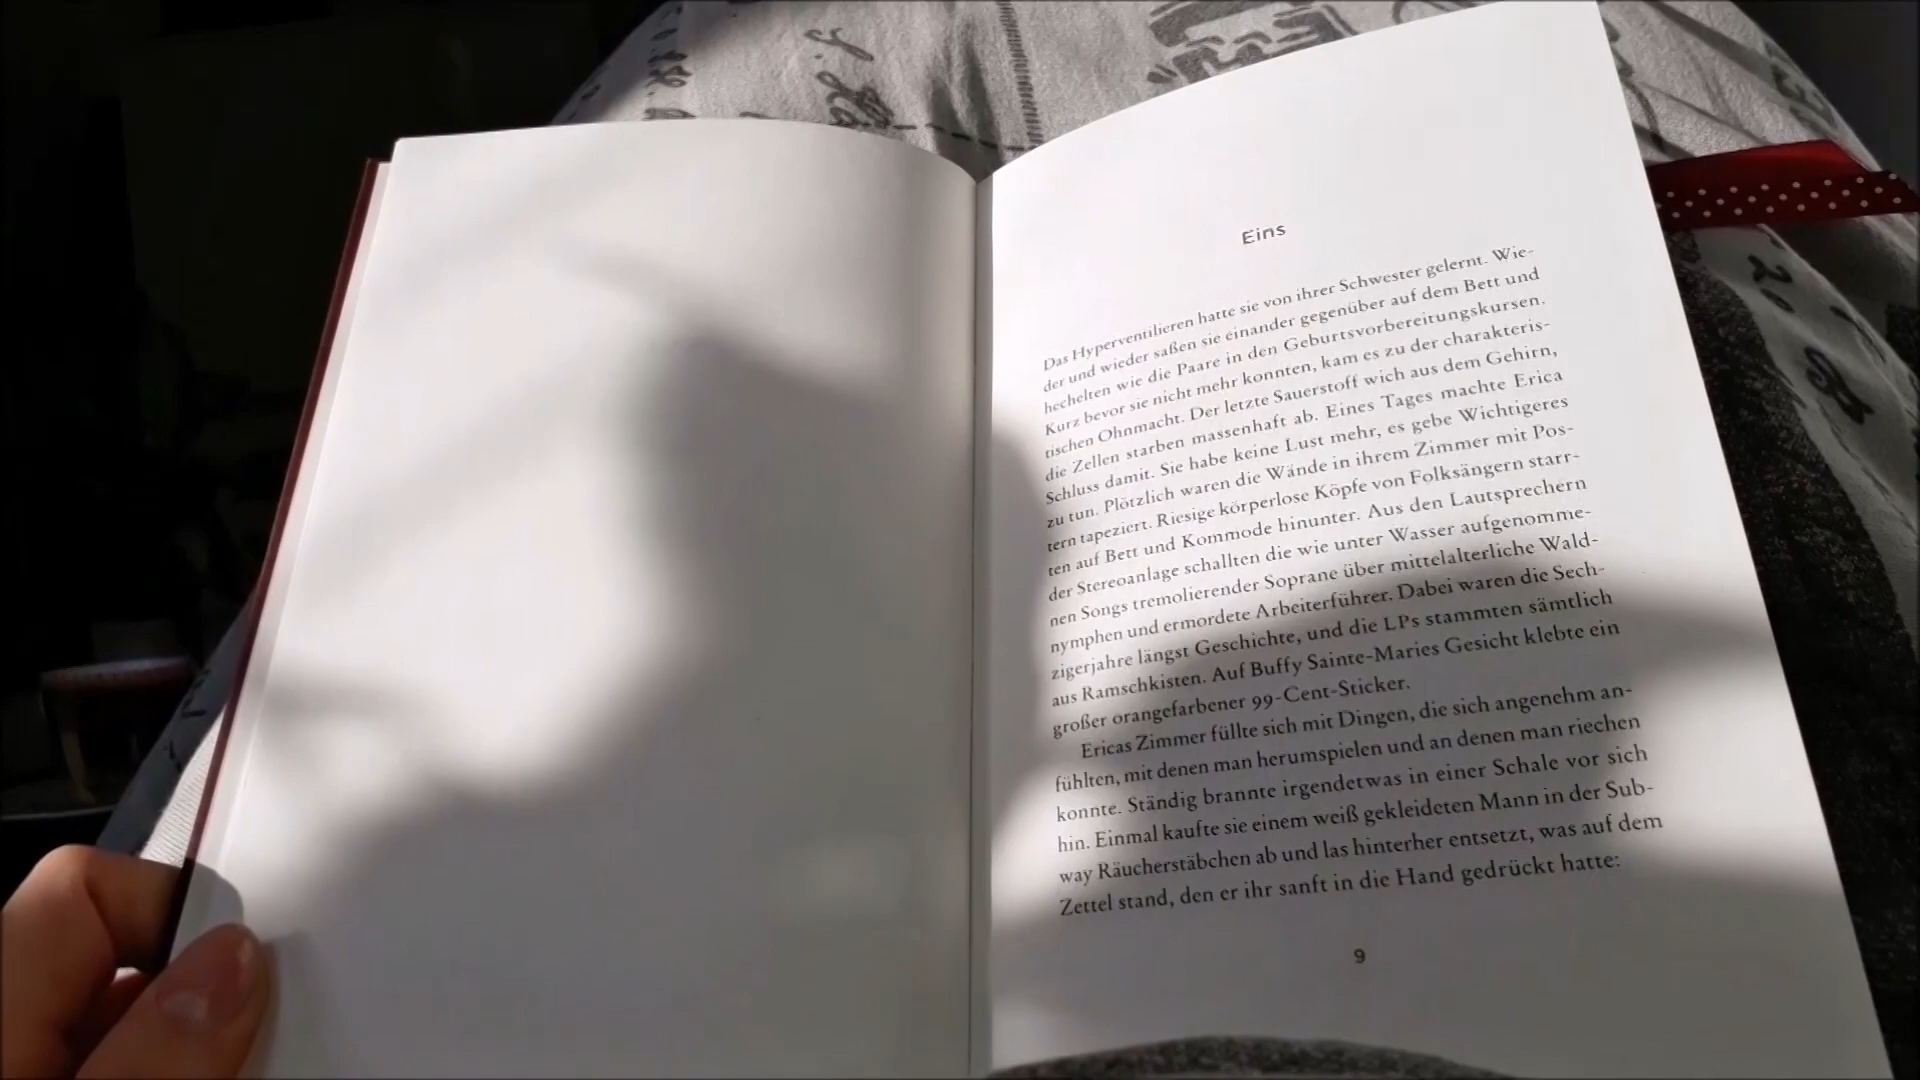 Eins
Das Hyperventilieren hatte sie von ihrer Schwester gelernt. Wie-
der und wieder saßen sie einander gegenüber auf dem Bett und
hechelten wie die Paare in den Geburtsvorbereitungskursen.
Kurz bevor sie nicht mehr konnten, kam es zu der charakteris-
tischen Ohnmacht. Der letzte Sauerstoff wich aus dem Gehirn,
die Zellen starben massenhaft ab. Eines Tages machte Erica
Schluss damit. Sie habe keine Lust mehr, es gebe Wichtigeres
zu tun. Plötzlich waren die Wände in ihrem Zimmer mit Pos-
tern tapeziert. Riesige körperlose Köpfe von Folksängern starr-
ten auf Bett und Kommode hinunter. Aus den Lautsprechern
der Stereoanlage schallten die wie unter Wasser aufgenomme-
nen Songs tremolierender Soprane über mittelalterliche Wald-
nymphen und ermordete Arbeiterführer. Dabei waren die Sech-
zigerjahre längst Geschichte, und die LPs stammten sämtlich
aus Ramschkisten. Auf Buffy Sainte-Maries Gesicht klebte ein
großer orangefarbener 99-Cent-Sticker.
Ericas Zimmer füllte sich mit Dingen, die sich angenehm an-
fühlten, mit denen man herumspielen und an denen man riechen
konnte. Ständig brannte irgendetwas in einer Schale vor sich
hin. Einmal kaufte sie einem weiß gekleideten Mann in der Sub-
way Räucherstäbchen ab und las hinterher entsetzt, was auf dem
Zettel stand, den er ihr sanft in die Hand gedrückt hatte:
9